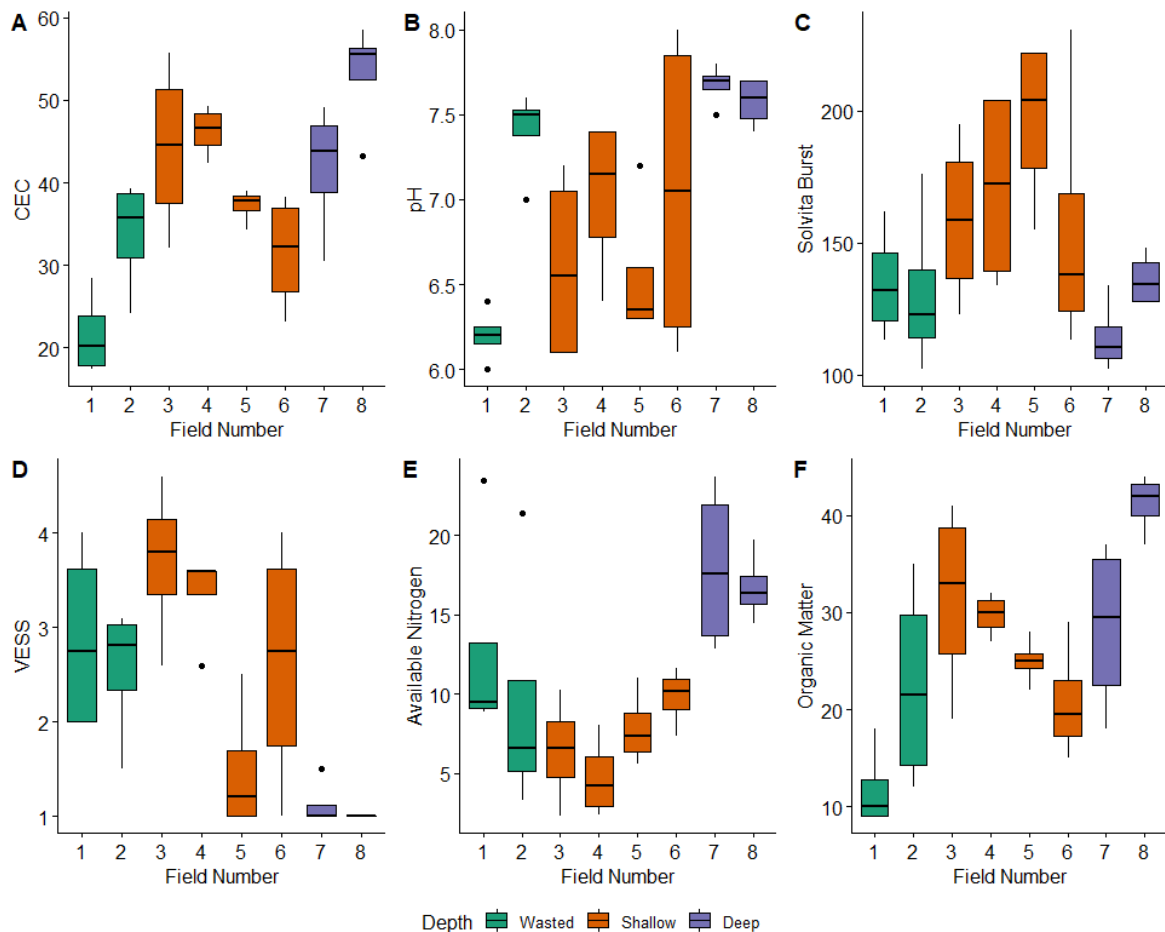 A
CEC
60
50
40
30
20
1 2 3 4 5 6 7 8
Field Number
B
pH
8.0
7.5
7.0
6.5
6.0
1 2 3 4 5 6 7 8
Field Number
C
Solvita Burst
200
150
100
1 2 3 4 5 6 7 8
Field Number
D
VESS
4
3
2
1
1 2 3 4 5 6 7 8
Field Number
E
Available Nitrogen
20
15
10
5
1 2 3 4 5 6 7 8
Field Number
F
Organic Matter
40
30
20
10
1 2 3 4 5 6 7 8
Field Number
Depth Wasted Shallow Deep